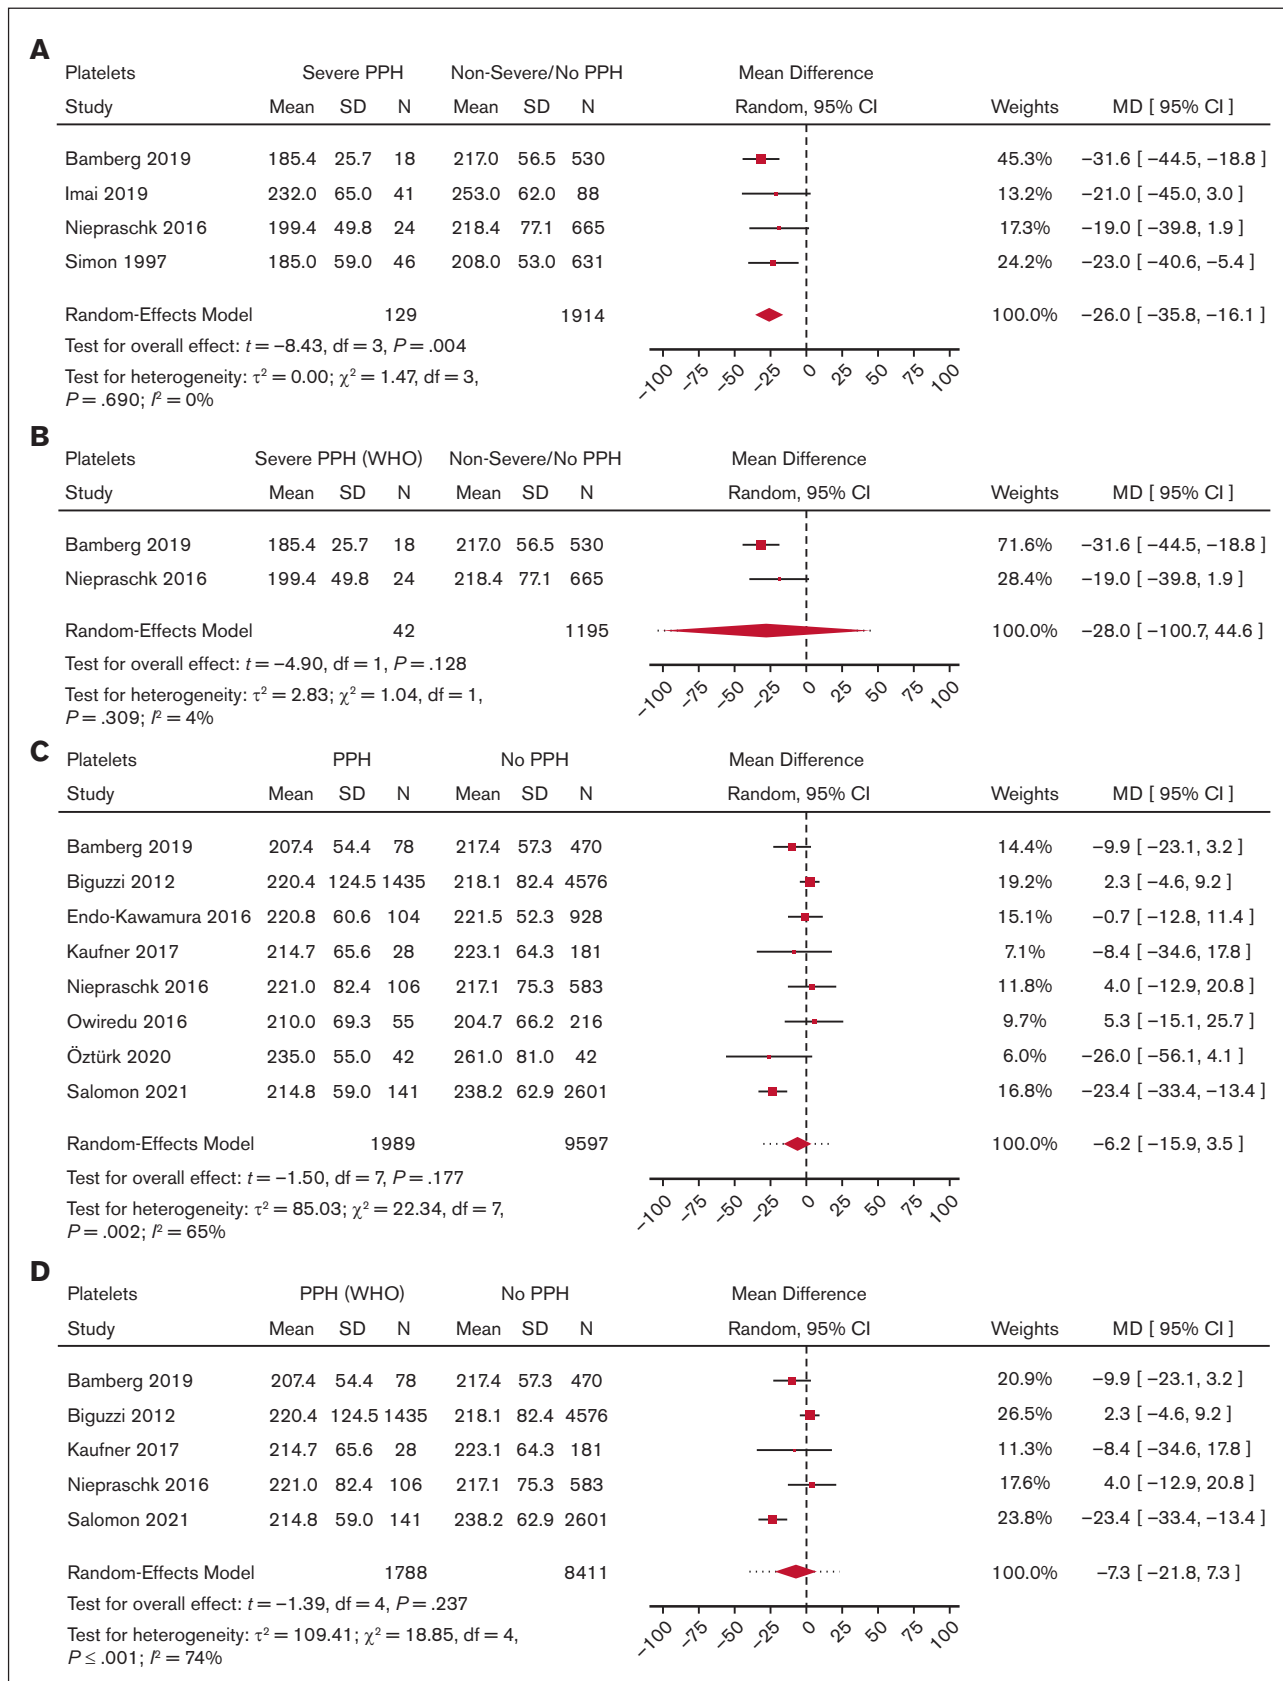 A
Platelets Severe PPH Non-Severe/No PPH Mean Difference
Study Mean SD N Mean SD N Random, 95% CI Weights MD [ 95% CI ]
Bamberg 2019 185.4 25.7 18 217.0 56.5 530 45.3% −31.6 [ −44.5, −18.8 ]
Imai 2019 232.0 65.0 41 253.0 62.0 88 13.2% −21.0 [ −45.0, 3.0 ]
Niepraschk 2016 199.4 49.8 24 218.4 77.1 665 17.3% −19.0 [ −39.8, 1.9 ]
Simon 1997 185.0 59.0 46 208.0 53.0 631 24.2% −23.0 [ −40.6, −5.4 ]
Random-Effects Model 129 1914 100.0% −26.0 [ −35.8, −16.1 ]
Test for overall effect: t = −8.43, df = 3, P = .004
Test for heterogeneity: τ² = 0.00; χ² = 1.47, df = 3,
P = .690; I² = 0%
−100 −75 −50 −25 0 25 50 75 100
B
Platelets Severe PPH (WHO) Non-Severe/No PPH Mean Difference
Study Mean SD N Mean SD N Random, 95% CI Weights MD [ 95% CI ]
Bamberg 2019 185.4 25.7 18 217.0 56.5 530 71.6% −31.6 [ −44.5, −18.8 ]
Niepraschk 2016 199.4 49.8 24 218.4 77.1 665 28.4% −19.0 [ −39.8, 1.9 ]
Random-Effects Model 42 1195 100.0% −28.0 [ −100.7, 44.6 ]
Test for overall effect: t = −4.90, df = 1, P = .128
Test for heterogeneity: τ² = 2.83; χ² = 1.04, df = 1,
P = .309; I² = 4%
−100 −75 −50 −25 0 25 50 75 100
C
Platelets PPH No PPH Mean Difference
Study Mean SD N Mean SD N Random, 95% CI Weights MD [ 95% CI ]
Bamberg 2019 207.4 54.4 78 217.4 57.3 470 14.4% −9.9 [ −23.1, 3.2 ]
Biguzzi 2012 220.4 124.5 1435 218.1 82.4 4576 19.2% 2.3 [ −4.6, 9.2 ]
Endo-Kawamura 2016 220.8 60.6 104 221.5 52.3 928 15.1% −0.7 [ −12.8, 11.4 ]
Kaufner 2017 214.7 65.6 28 223.1 64.3 181 7.1% −8.4 [ −34.6, 17.8 ]
Niepraschk 2016 221.0 82.4 106 217.1 75.3 583 11.8% 4.0 [ −12.9, 20.8 ]
Owiredu 2016 210.0 69.3 55 204.7 66.2 216 9.7% 5.3 [ −15.1, 25.7 ]
Öztürk 2020 235.0 55.0 42 261.0 81.0 42 6.0% −26.0 [ −56.1, 4.1 ]
Salomon 2021 214.8 59.0 141 238.2 62.9 2601 16.8% −23.4 [ −33.4, −13.4 ]
Random-Effects Model 1989 9597 100.0% −6.2 [ −15.9, 3.5 ]
Test for overall effect: t = −1.50, df = 7, P = .177
Test for heterogeneity: τ² = 85.03; χ² = 22.34, df = 7,
P = .002; I² = 65%
−100 −75 −50 −25 0 25 50 75 100
D
Platelets PPH (WHO) No PPH Mean Difference
Study Mean SD N Mean SD N Random, 95% CI Weights MD [ 95% CI ]
Bamberg 2019 207.4 54.4 78 217.4 57.3 470 20.9% −9.9 [ −23.1, 3.2 ]
Biguzzi 2012 220.4 124.5 1435 218.1 82.4 4576 26.5% 2.3 [ −4.6, 9.2 ]
Kaufner 2017 214.7 65.6 28 223.1 64.3 181 11.3% −8.4 [ −34.6, 17.8 ]
Niepraschk 2016 221.0 82.4 106 217.1 75.3 583 17.6% 4.0 [ −12.9, 20.8 ]
Salomon 2021 214.8 59.0 141 238.2 62.9 2601 23.8% −23.4 [ −33.4, −13.4 ]
Random-Effects Model 1788 8411 100.0% −7.3 [ −21.8, 7.3 ]
Test for overall effect: t = −1.39, df = 4, P = .237
Test for heterogeneity: τ² = 109.41; χ² = 18.85, df = 4,
P ≤ .001; I² = 74%
−100 −75 −50 −25 0 25 50 75 100